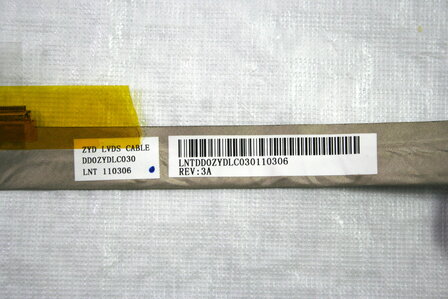 ZYD LVDS CABLE
DD0ZYDLC030
LNT 110306
LNTDD0ZYDLC030110306
REV:3A